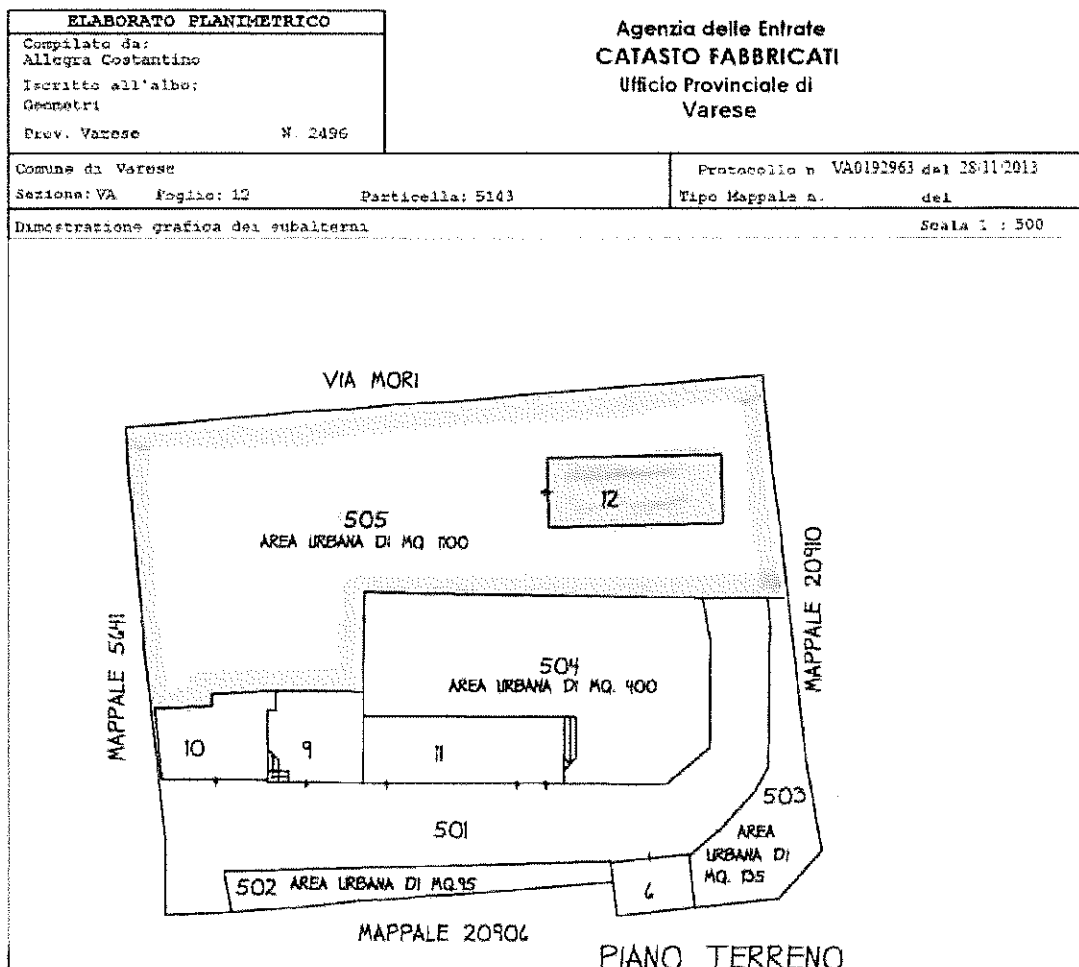 ELABORATO PLANIMETRICO
Compilato da:
Allegra Costantino
Iscritto all'albo:
Geometri
Prov. Varese N. 2496
Agenzia delle Entrate
CATASTO FABBRICATI
Ufficio Provinciale di
Varese
Comune di Varese
Sezione: VA Foglio: 12 Particella: 5143
Protocollo n. VA0192963 del 28/11/2013
Tipo Mappale n. del
Dimostrazione grafica dei subalterni Scala 1 : 500
VIA MORI
12
505
AREA URBANA DI MQ 1100
MAPPALE 5641
MAPPALE 20910
504
AREA URBANA DI MQ. 400
10
9
11
501
503
AREA
URBANA DI
MQ. 135
502 AREA URBANA DI MQ.95
6
MAPPALE 20906
PIANO TERRENO